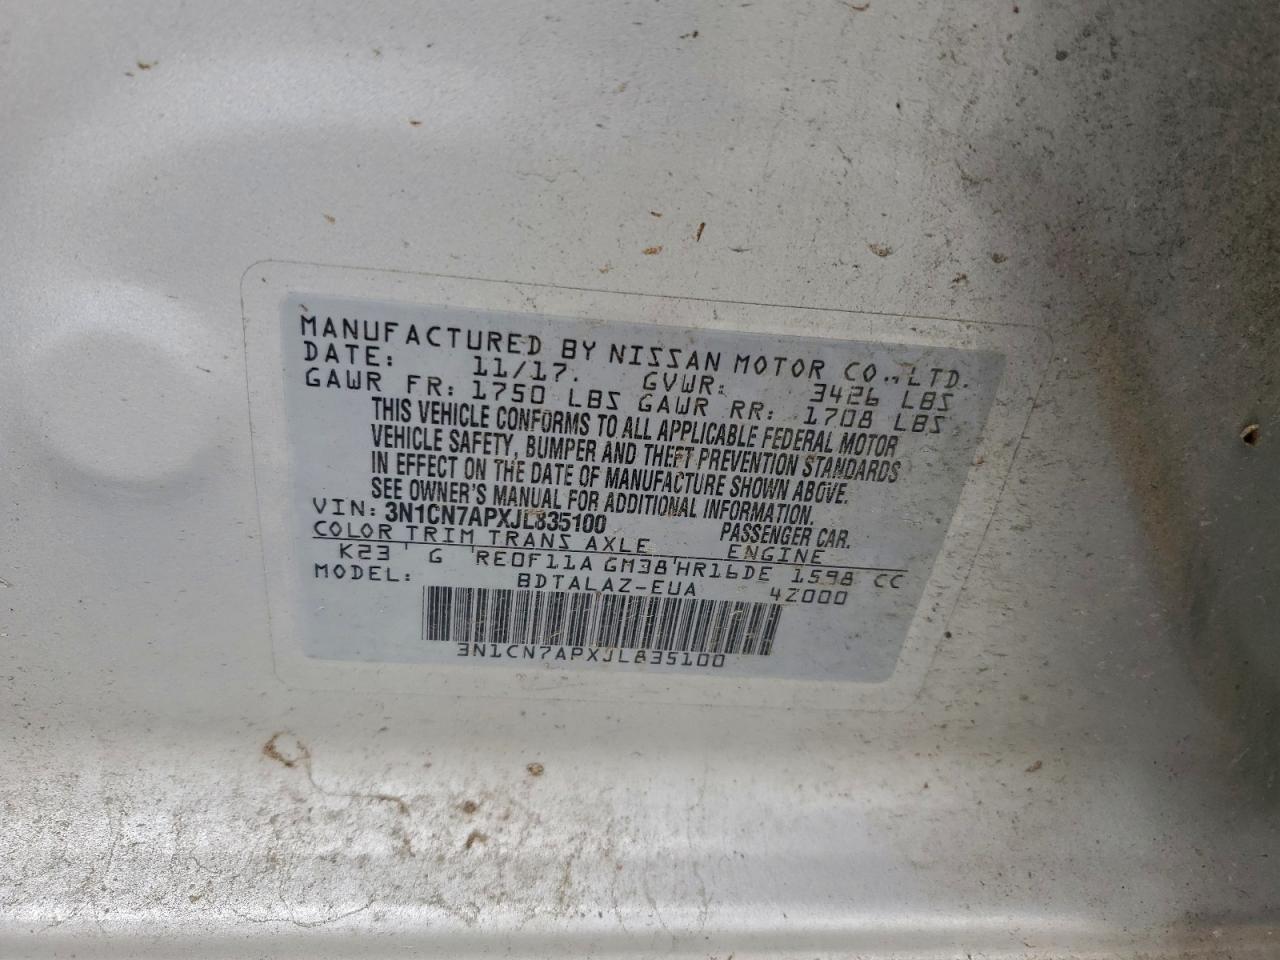 MANUFACTURED BY NISSAN MOTOR CO., LTD.
DATE: 11/17. GVWR: 3426 LBS
GAWR FR: 1750 LBS GAWR RR: 1708 LBS
THIS VEHICLE CONFORMS TO ALL APPLICABLE FEDERAL MOTOR
VEHICLE SAFETY, BUMPER AND THEFT PREVENTION STANDARDS
IN EFFECT ON THE DATE OF MANUFACTURE SHOWN ABOVE.
SEE OWNER'S MANUAL FOR ADDITIONAL INFORMATION.
VIN: 3N1CN7APXJL835100 PASSENGER CAR.
COLOR TRIM TRANS AXLE ENGINE
K23 G RE0F11A GM38 HR16DE 1598 CC
MODEL: BDTALAZ-EUA 4Z000
3N1CN7APXJL835100